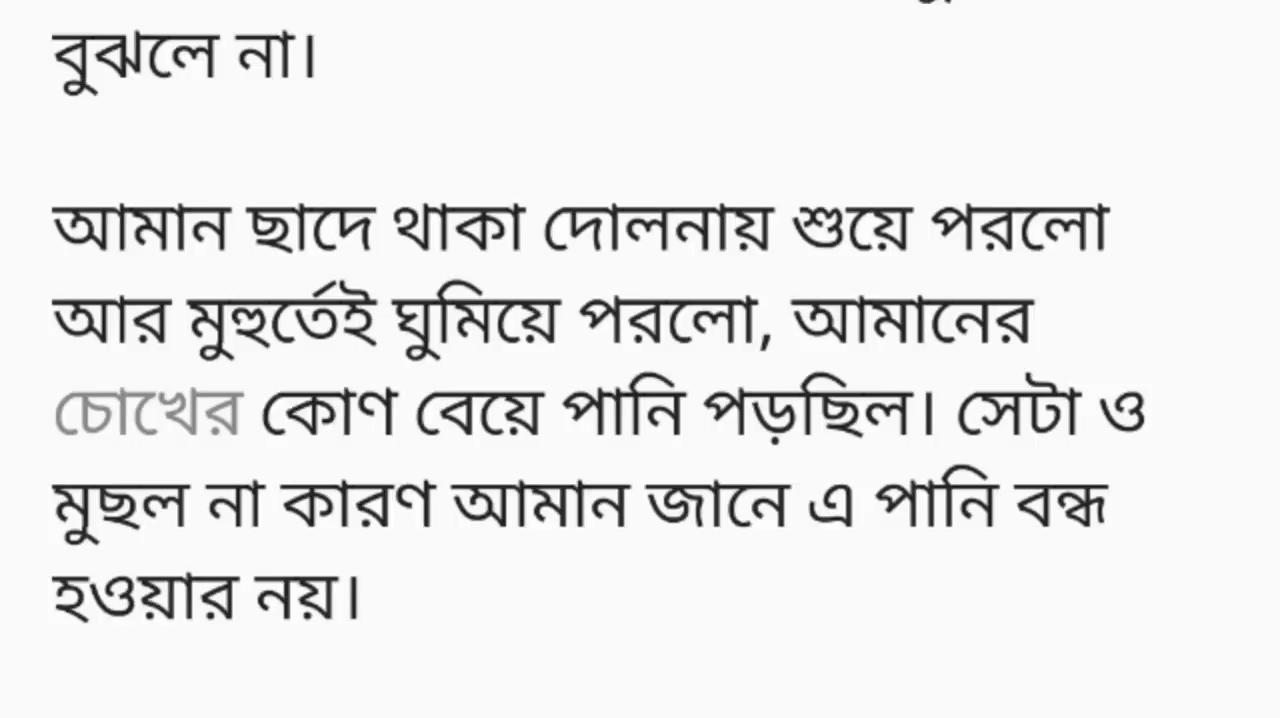 বুঝলে না।
আমান ছাদে থাকা দোলনায় শুয়ে পরলো
আর মুহুর্তেই ঘুমিয়ে পরলো, আমানের
চোখের কোণ বেয়ে পানি পড়ছিল। সেটা ও
মুছল না কারণ আমান জানে এ পানি বন্ধ
হওয়ার নয়।